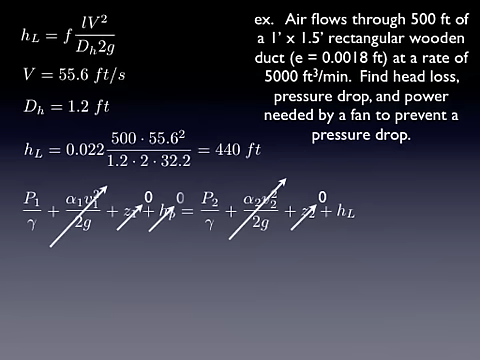 h_L = f lV²/D_h2g
V = 55.6 ft/s
D_h = 1.2 ft
h_L = 0.022 500 · 55.6²/1.2 · 2 · 32.2 = 440 ft
P₁/γ + α₁v₁²/2g + z₁ + h_p = P₂/γ + α₂v₂²/2g + z₂ + h_L
0 0 0
ex. Air flows through 500 ft of
a 1' x 1.5' rectangular wooden
duct (e = 0.0018 ft) at a rate of
5000 ft³/min. Find head loss,
pressure drop, and power
needed by a fan to prevent a
pressure drop.